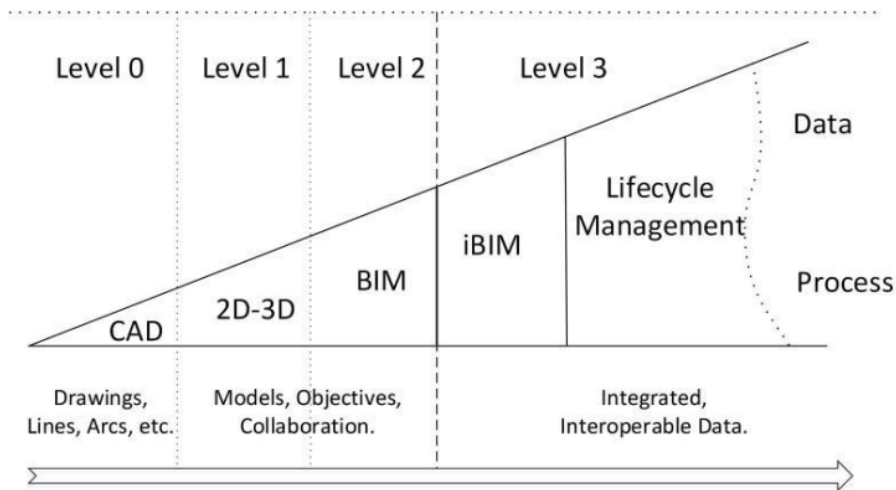 Level 0
Level 1
Level 2
Level 3
Data
Lifecycle
Management
iBIM
BIM
2D-3D
CAD
Process
Drawings,
Lines, Arcs, etc.
Models, Objectives,
Collaboration.
Integrated,
Interoperable Data.